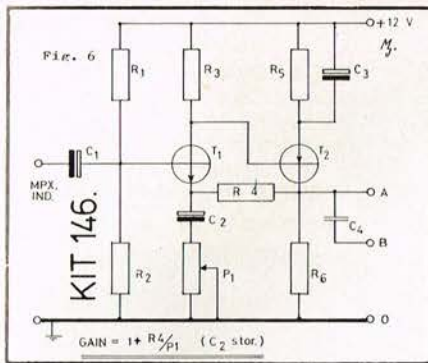 Fig. 6
+12 V
R1
R3
R5
C3
C1
T1
T2
MPX.
IND.
R 4
A
C2
C4
B
KIT 146.
R2
P1
R6
O
GAIN = 1+ R4/P1 (C2 stor.)